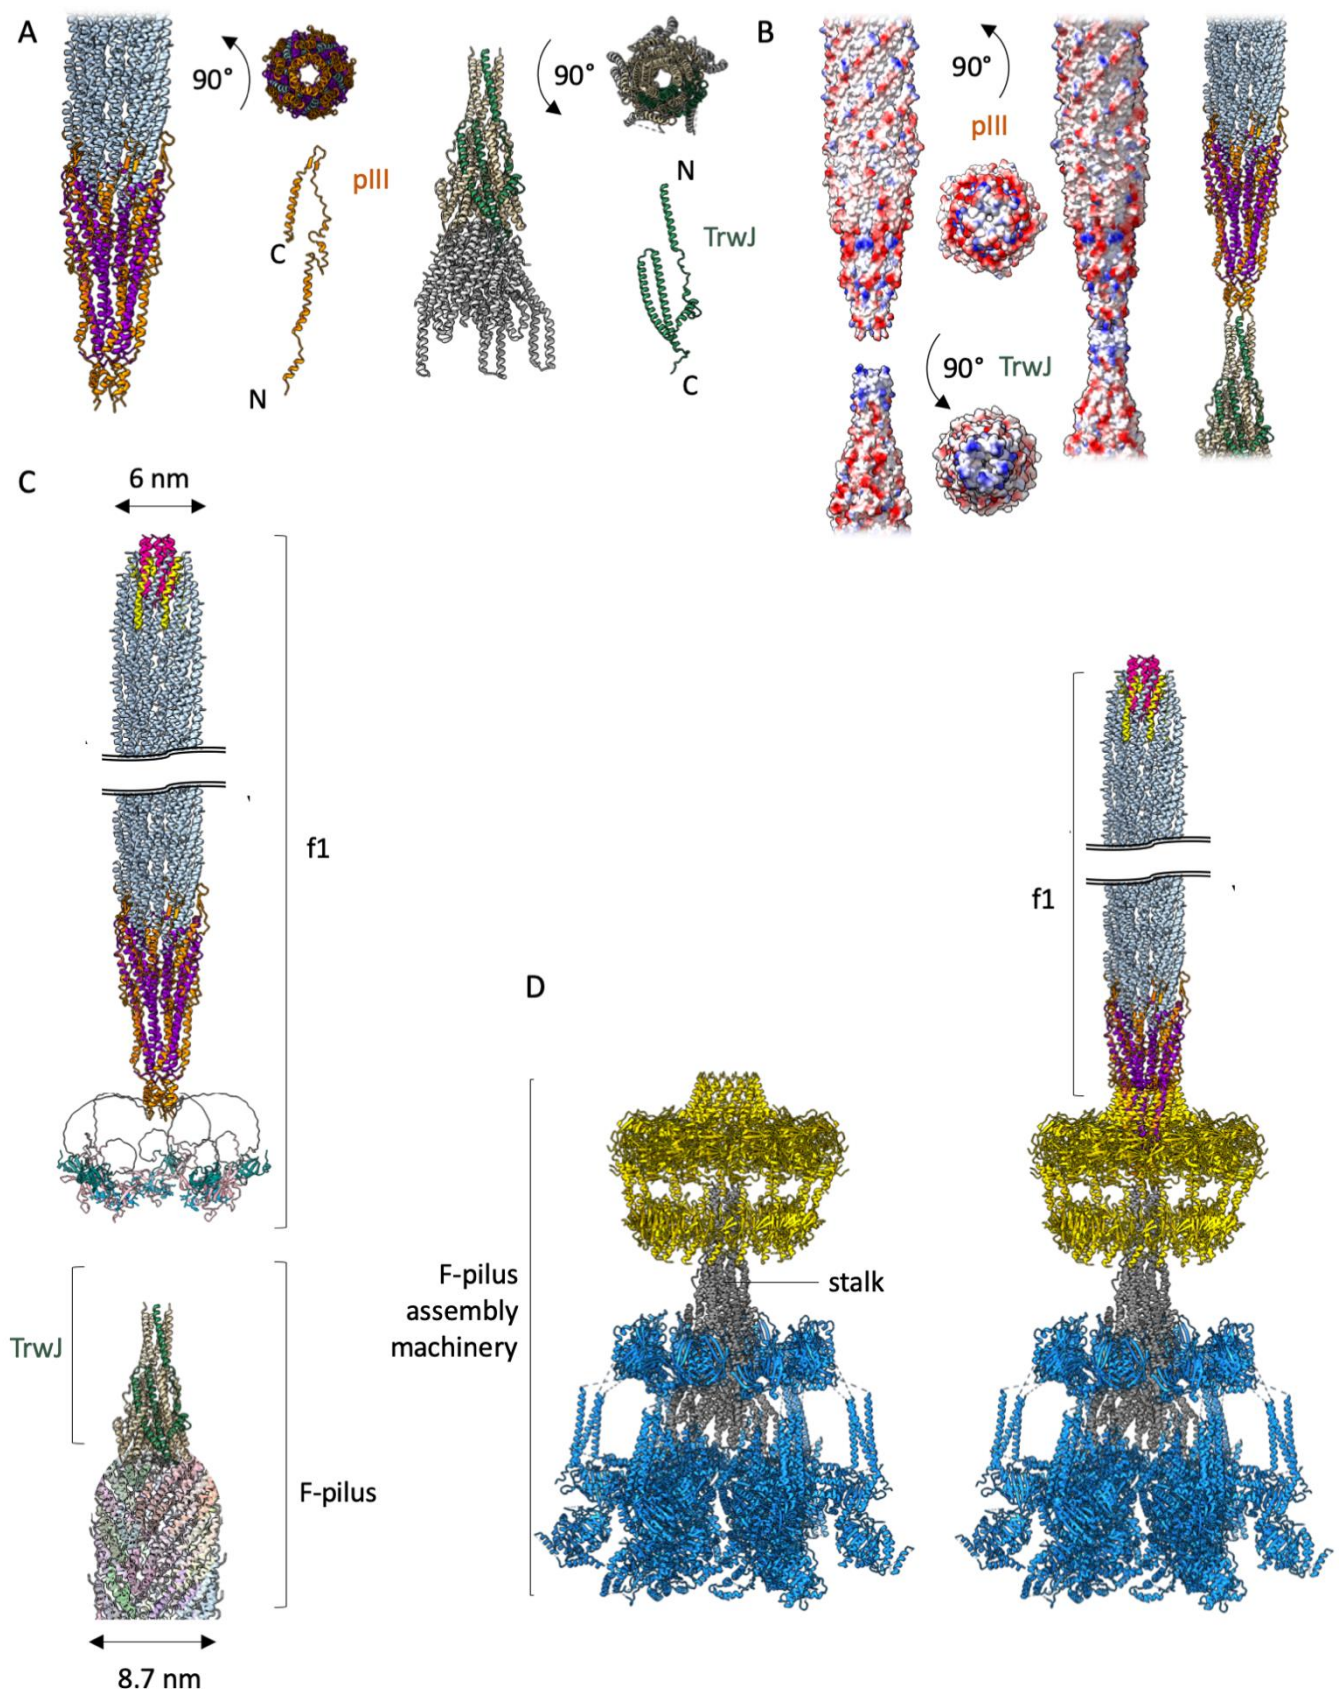 A
90°
pIII
C
N
90°
N
TrwJ
C
B
90°
pIII
90°
TrwJ
C
6 nm
f1
TrwJ
F-pilus
8.7 nm
D
F-pilus
assembly
machinery
stalk
f1